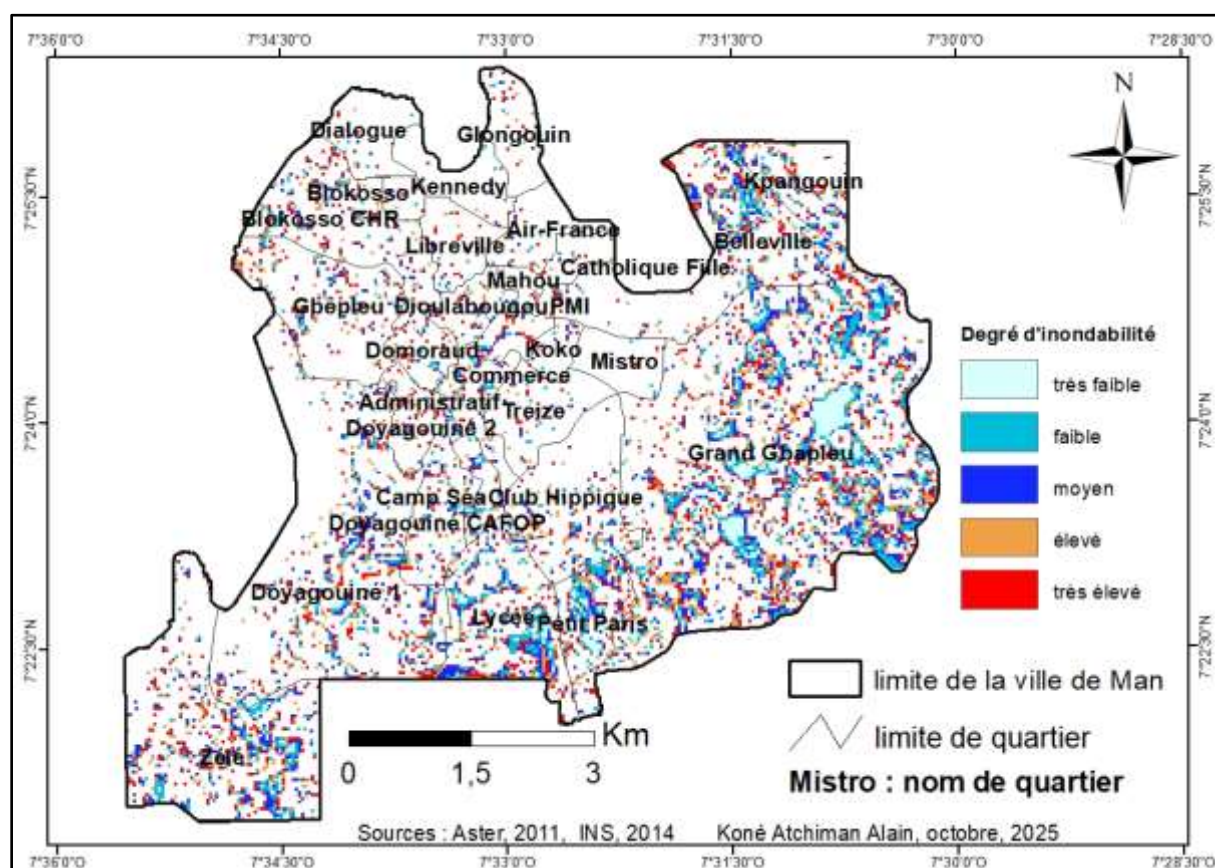 7°36'0"O 7°34'30"O 7°33'0"O 7°31'30"O 7°30'0"O 7°28'30"O
N
Dialogue
Glongouin
Kpangouin
Kennedy
Blokosso
7°25'30"N 7°25'30"N
Blokosso CHR
Air-France
Libreville
Belleville
Catholique Fille
Mahou
Gbêpleu Dioulabougou PMI
Degré d'inondabilité
Domoraud
Koko
Mistro
Commerce
très faible
Administratif
Treize
7°24'0"N 7°24'0"N
Doyagouiné 2
faible
Grand Gbapleu
moyen
Camp Séa Club Hippique
Doyagouiné CAFOP
élevé
très élevé
Doyagouiné 1
Lycée Petit Paris
7°22'30"N 7°22'30"N
limite de la ville de Man
Km
limite de quartier
Zélé
0 1,5 3
Mistro : nom de quartier
Sources : Aster, 2011, INS, 2014 Koné Atchiman Alain, octobre, 2025
7°36'0"O 7°34'30"O 7°33'0"O 7°31'30"O 7°30'0"O 7°28'30"O